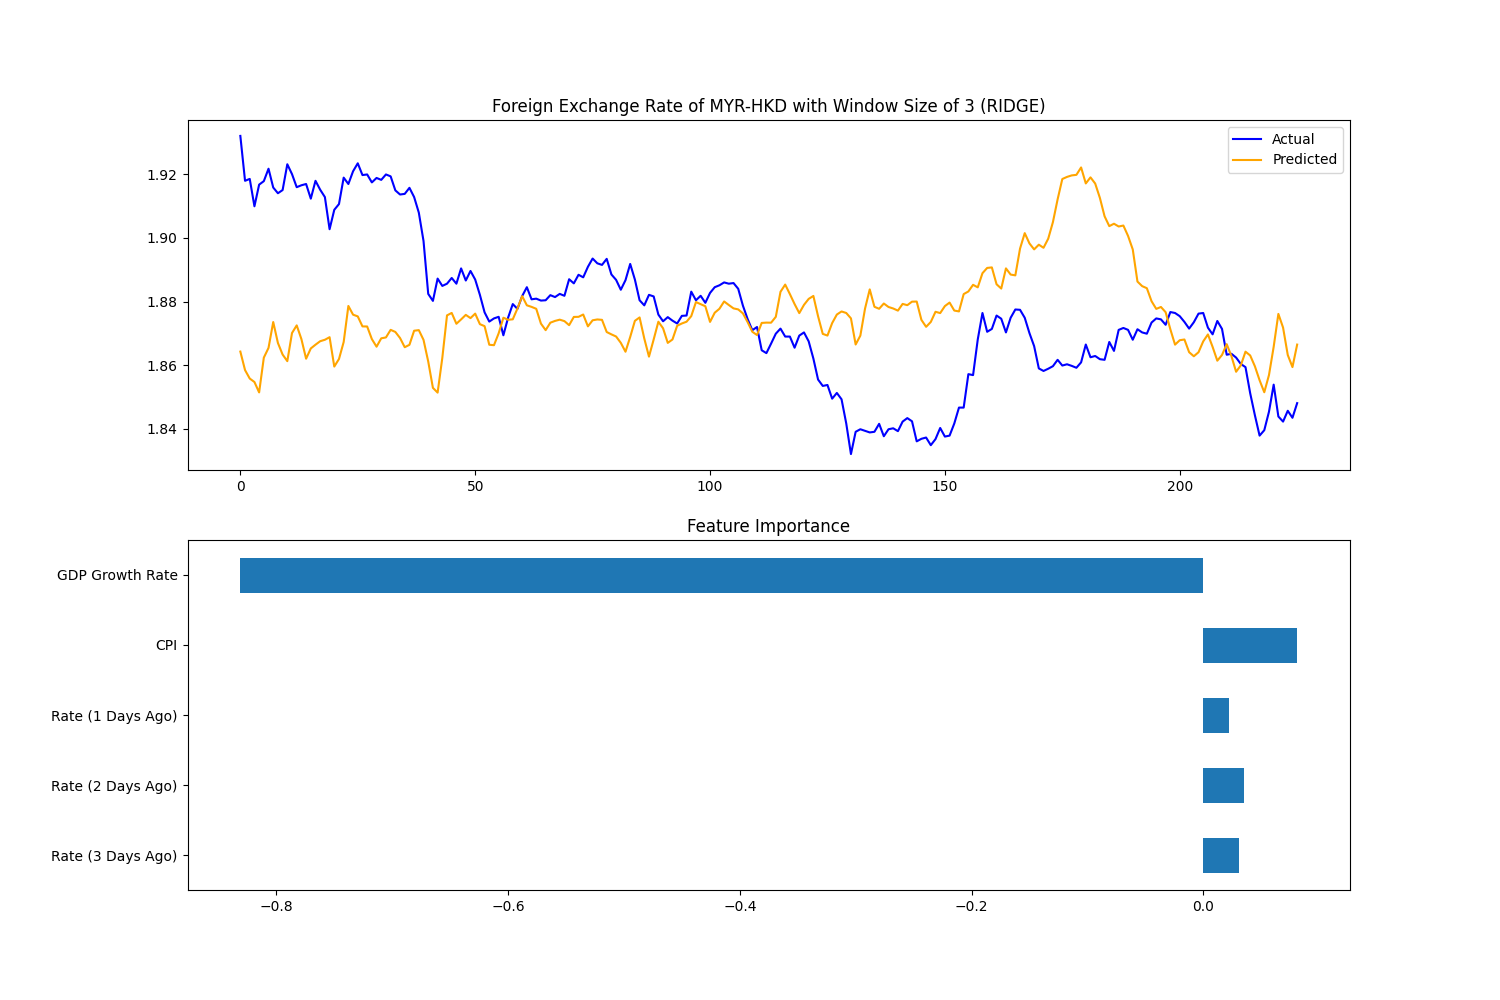 Foreign Exchange Rate of MYR-HKD with Window Size of 3 (RIDGE)
Actual
Predicted
1.92
1.90
1.88
1.86
1.84
0 50 100 150 200
Feature Importance
GDP Growth Rate
CPI
Rate (1 Days Ago)
Rate (2 Days Ago)
Rate (3 Days Ago)
−0.8 −0.6 −0.4 −0.2 0.0